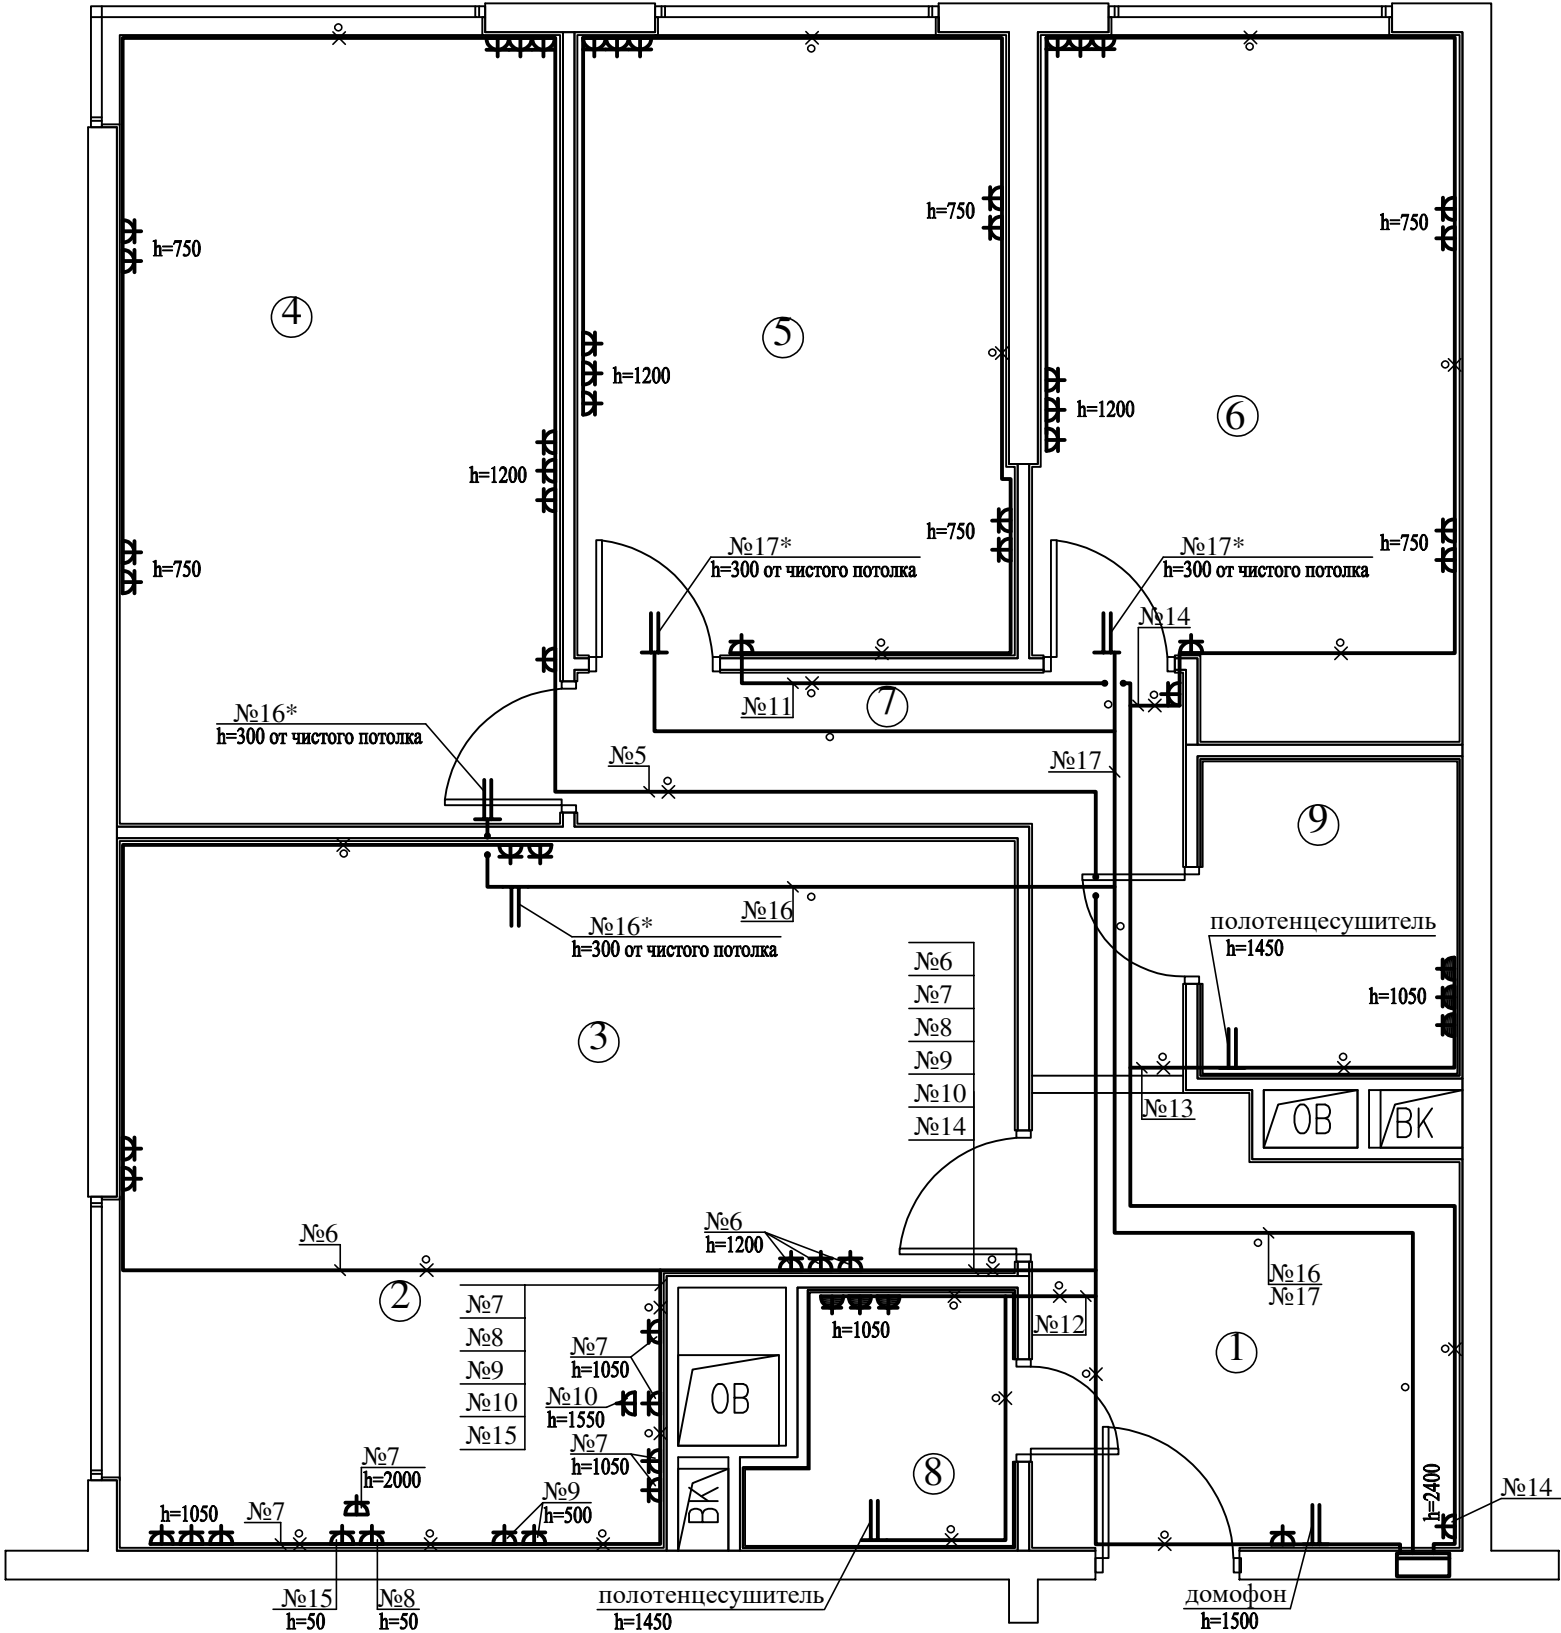 h=750
h=750
h=750
4
5
6
h=1200
h=1200
h=1200
h=750
h=750
h=750
№17*
h=300 от чистого потолка
№17*
h=300 от чистого потолка
№14
№11
7
№16*
h=300 от чистого потолка
№5
№17
9
№16
№16*
h=300 от чистого потолка
полотенцесушитель
h=1450
h=1050
№6
№7
№8
№9
№10
№14
3
№13
ОВ
ВК
№6
№6
h=1200
№16
№17
2
№7
№8
№9
№10
№15
№7
h=1050
№10
h=1550
№7
h=1050
h=1050
№12
1
ОВ
ВК
8
№7
h=2000
№9
h=500
h=1050
№7
h=2400
№14
№15
h=50
№8
h=50
полотенцесушитель
h=1450
домофон
h=1500